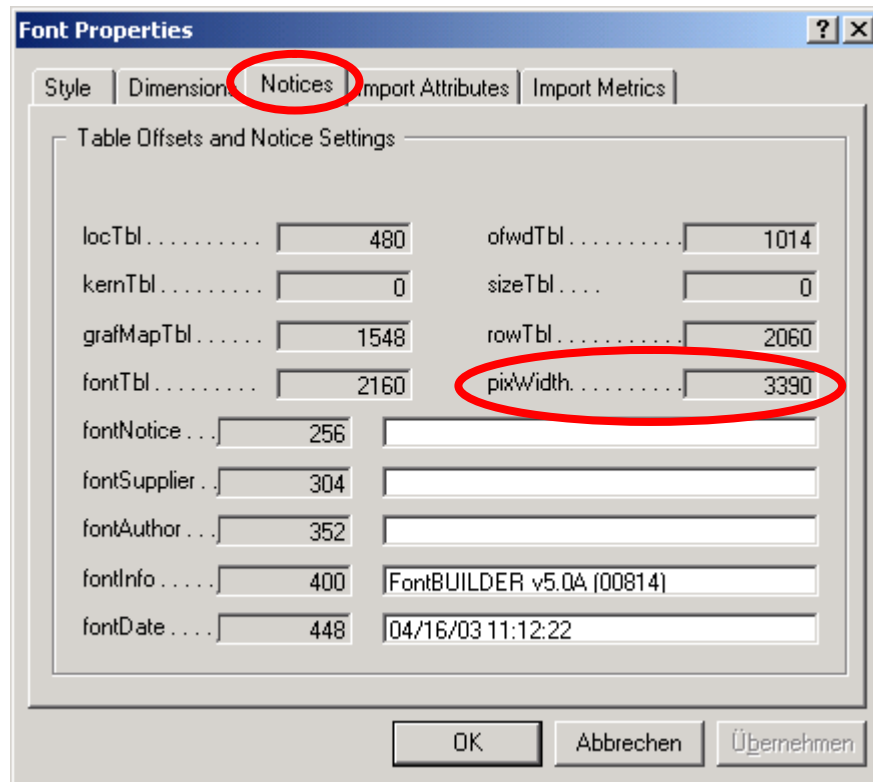 Font Properties
Style Dimensions Notices Import Attributes Import Metrics
Table Offsets and Notice Settings
locTbl . . . . . . . . . . 480 ofwdTbl . . . . . . . . . . 1014
kernTbl . . . . . . . . . 0 sizeTbl . . . . 0
grafMapTbl . . . . . . 1548 rowTbl . . . . . . . . . . . 2060
fontTbl . . . . . . . . . 2160 pixWidth. . . . . . . . . . 3390
fontNotice . . . 256
fontSupplier . . 304
fontAuthor . . . 352
fontInfo . . . . . 400 FontBUILDER v5.0A (00814)
fontDate . . . . 448 04/16/03 11:12:22
OK Abbrechen Übernehmen